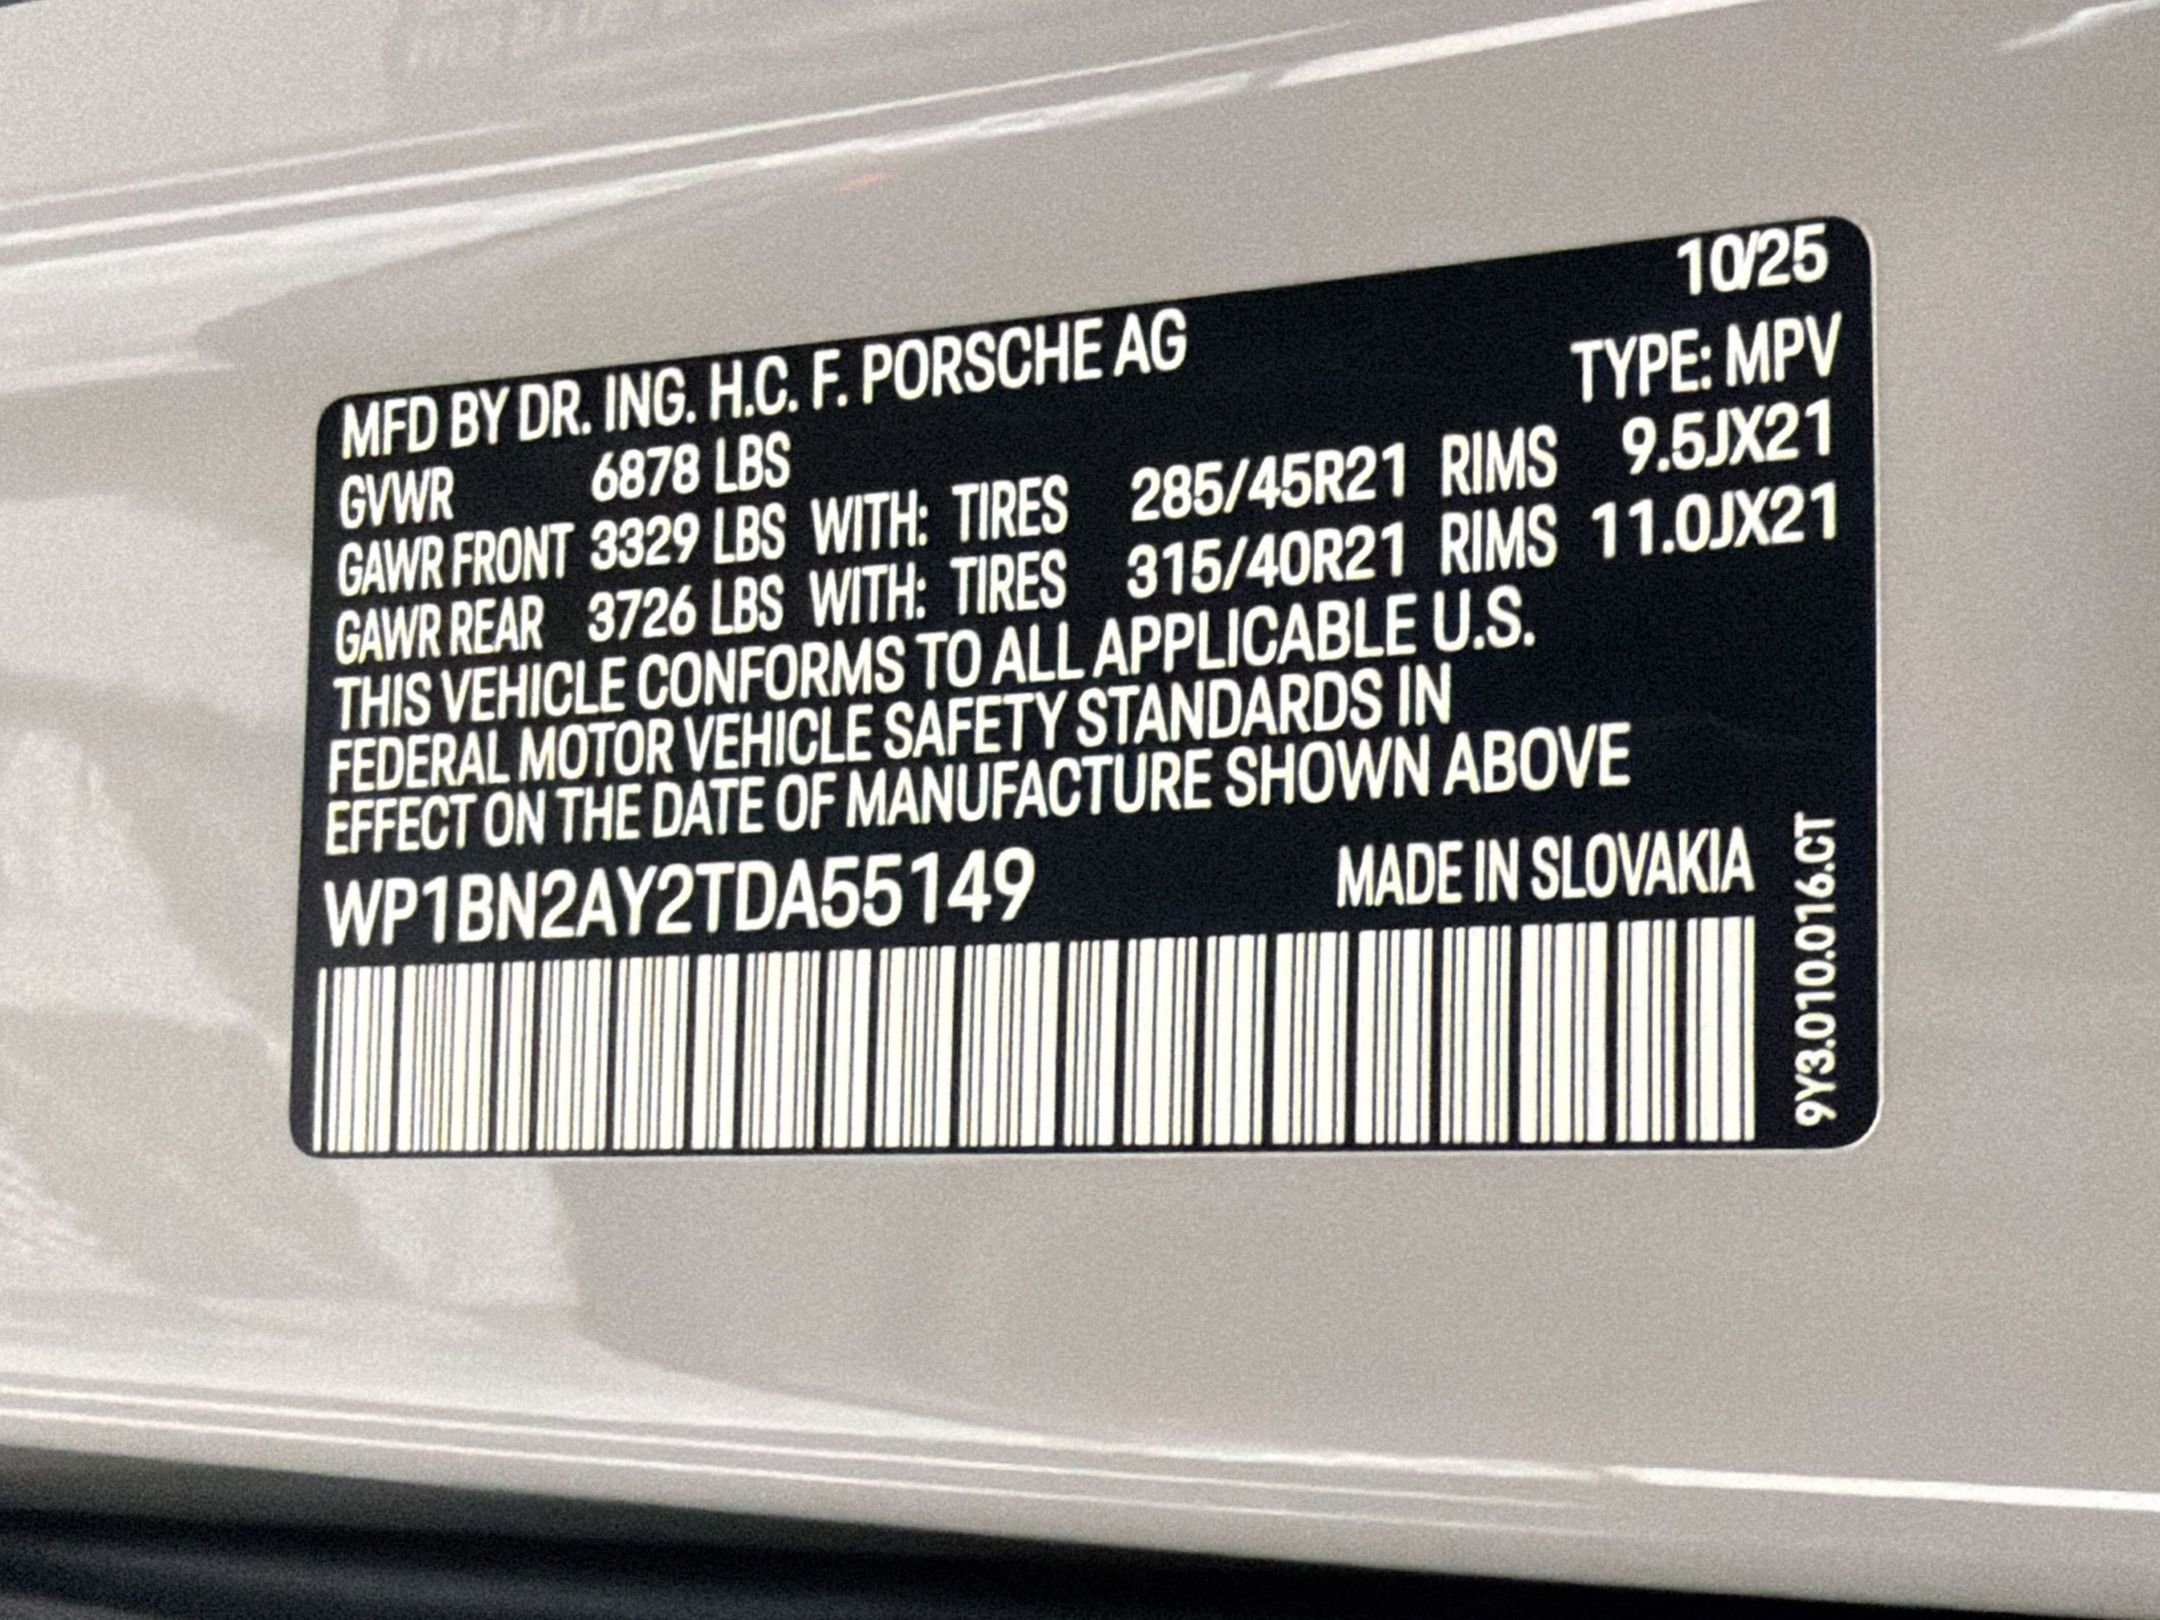 10/25
MFD BY DR. ING. H.C. F. PORSCHE AG TYPE: MPV
GVWR 6878 LBS
GAWR FRONT 3329 LBS WITH: TIRES 285/45R21 RIMS 9.5JX21
GAWR REAR 3726 LBS WITH: TIRES 315/40R21 RIMS 11.0JX21
THIS VEHICLE CONFORMS TO ALL APPLICABLE U.S.
FEDERAL MOTOR VEHICLE SAFETY STANDARDS IN
EFFECT ON THE DATE OF MANUFACTURE SHOWN ABOVE
WP1BN2AY2TDA55149 MADE IN SLOVAKIA
9Y3.010.016.CT